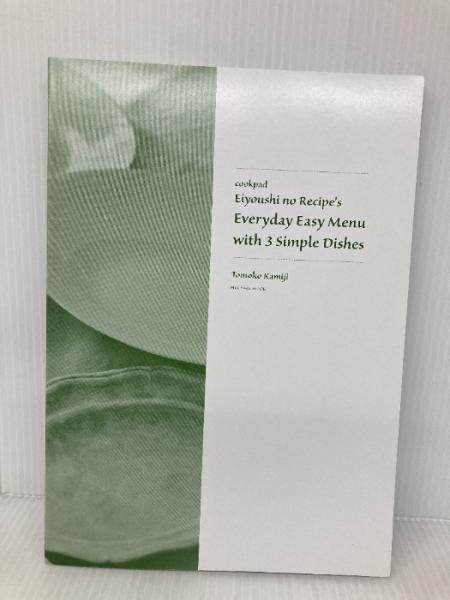 cookpad
Eiyoushi no Recipe's
Everyday Easy Menu
with 3 Simple Dishes
Tomoko Kamiji